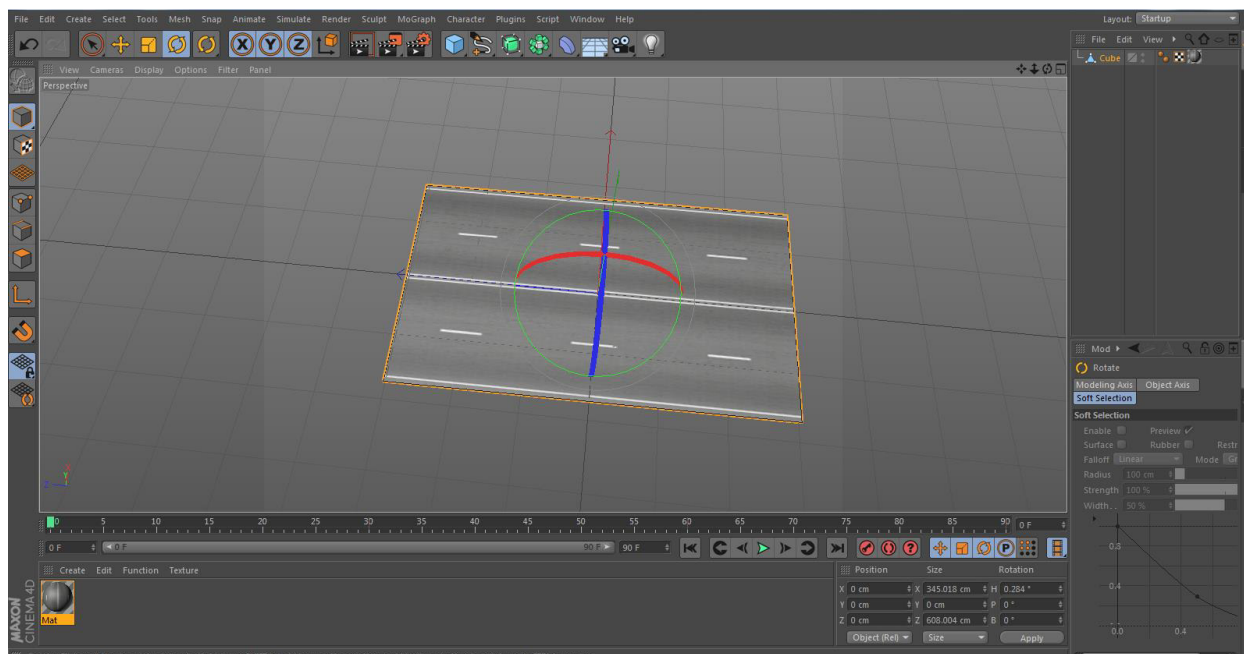 File Edit Create Select Tools Mesh Snap Animate Simulate Render Sculpt MoGraph Character Plugins Script Window Help
Layout: Startup
File Edit View
View Cameras Display Options Filter Panel
Perspective
Cube
X Y Z
X
Y
Z
Mod
Rotate
Modeling Axis Object Axis
Soft Selection
Soft Selection
Enable Preview
Surface Rubber Restr
Falloff Linear Mode Gr
Radius 100 cm
Strength 100 %
Width. . 50 %
0.8
0.4
0.0 0.4
0 5 10 15 20 25 30 35 40 45 50 55 60 65 70 75 80 85 90 0 F
0 F 0 F 90 F 90 F
P
Create Edit Function Texture
Mat
MAXON
CINEMA 4D
Position Size Rotation
X 0 cm X 345.018 cm H 0.284 °
Y 0 cm Y 0 cm P 0 °
Z 0 cm Z 608.004 cm B 0 °
Object (Rel) Size Apply